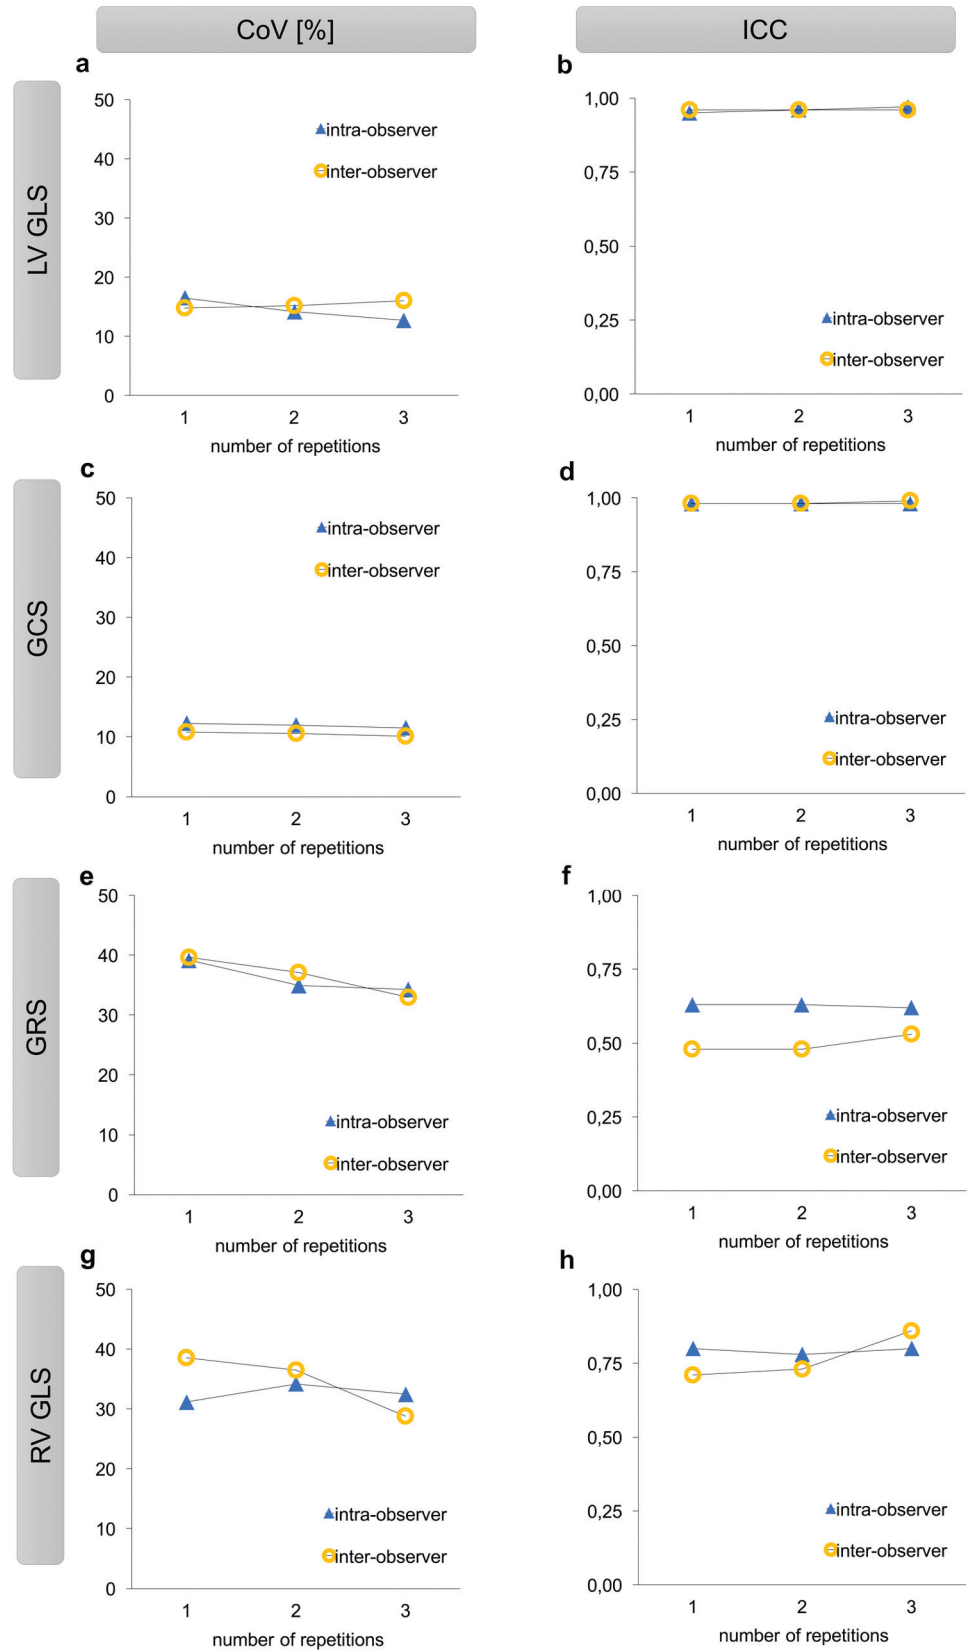 CoV [%]
ICC
LV GLS
a
50
40
30
20
10
0
1 2 3
number of repetitions
intra-observer
inter-observer
b
1,00
0,75
0,50
0,25
0,00
1 2 3
number of repetitions
intra-observer
inter-observer
GCS
c
50
40
30
20
10
0
1 2 3
number of repetitions
intra-observer
inter-observer
d
1,00
0,75
0,50
0,25
0,00
1 2 3
number of repetitions
intra-observer
inter-observer
GRS
e
50
40
30
20
10
0
1 2 3
number of repetitions
intra-observer
inter-observer
f
1,00
0,75
0,50
0,25
0,00
1 2 3
number of repetitions
intra-observer
inter-observer
RV GLS
g
50
40
30
20
10
0
1 2 3
number of repetitions
intra-observer
inter-observer
h
1,00
0,75
0,50
0,25
0,00
1 2 3
number of repetitions
intra-observer
inter-observer